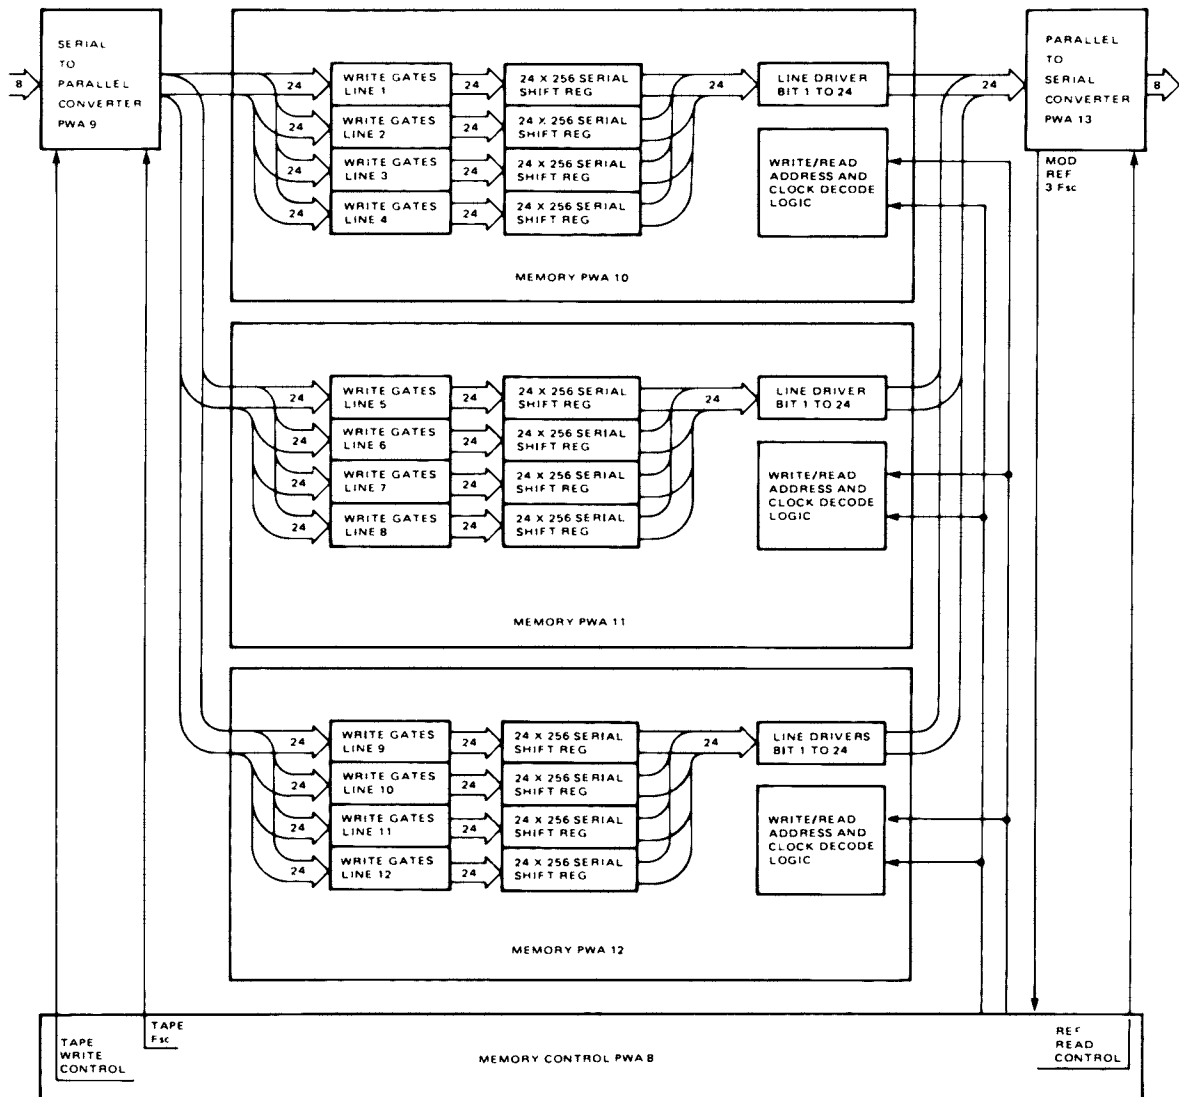 SERIAL
TO
PARALLEL
CONVERTER
PWA 9
8
24
WRITE GATES
LINE 1
24
24 X 256 SERIAL
SHIFT REG
24
LINE DRIVER
BIT 1 TO 24
24
PARALLEL
TO
SERIAL
CONVERTER
PWA 13
8
24
WRITE GATES
LINE 2
24
24 X 256 SERIAL
SHIFT REG
24
WRITE GATES
LINE 3
24
24 X 256 SERIAL
SHIFT REG
24
WRITE GATES
LINE 4
24
24 X 256 SERIAL
SHIFT REG
WRITE/READ
ADDRESS AND
CLOCK DECODE
LOGIC
MOD
REF
3 Fsc
MEMORY PWA 10
24
WRITE GATES
LINE 5
24
24 X 256 SERIAL
SHIFT REG
24
LINE DRIVER
BIT 1 TO 24
24
WRITE GATES
LINE 6
24
24 X 256 SERIAL
SHIFT REG
24
WRITE GATES
LINE 7
24
24 X 256 SERIAL
SHIFT REG
24
WRITE GATES
LINE 8
24
24 X 256 SERIAL
SHIFT REG
WRITE/READ
ADDRESS AND
CLOCK DECODE
LOGIC
MEMORY PWA 11
24
WRITE GATES
LINE 9
24
24 X 256 SERIAL
SHIFT REG
24
LINE DRIVERS
BIT 1 TO 24
24
WRITE GATES
LINE 10
24
24 X 256 SERIAL
SHIFT REG
24
WRITE GATES
LINE 11
24
24 X 256 SERIAL
SHIFT REG
24
WRITE GATES
LINE 12
24
24 X 256 SERIAL
SHIFT REG
WRITE/READ
ADDRESS AND
CLOCK DECODE
LOGIC
MEMORY PWA 12
TAPE
WRITE
CONTROL
TAPE
Fsc
MEMORY CONTROL PWA 8
REF
READ
CONTROL